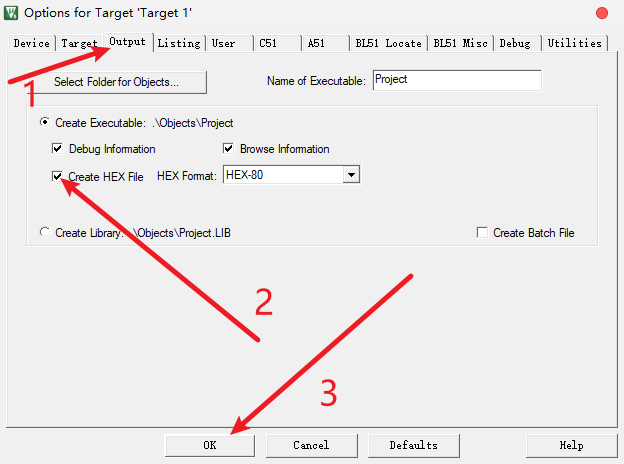 Options for Target 'Target 1'
Device Target Output Listing User C51 A51 BL51 Locate BL51 Misc Debug Utilities
1
Select Folder for Objects... Name of Executable: Project
Create Executable: .\Objects\Project
Debug Information Browse Information
Create HEX File HEX Format: HEX-80
Create Library: .\Objects\Project.LIB Create Batch File
2
3
OK Cancel Defaults Help